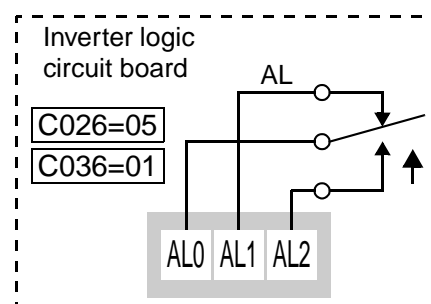 Inverter logic
circuit board
AL
C026=05
C036=01
AL0 AL1 AL2